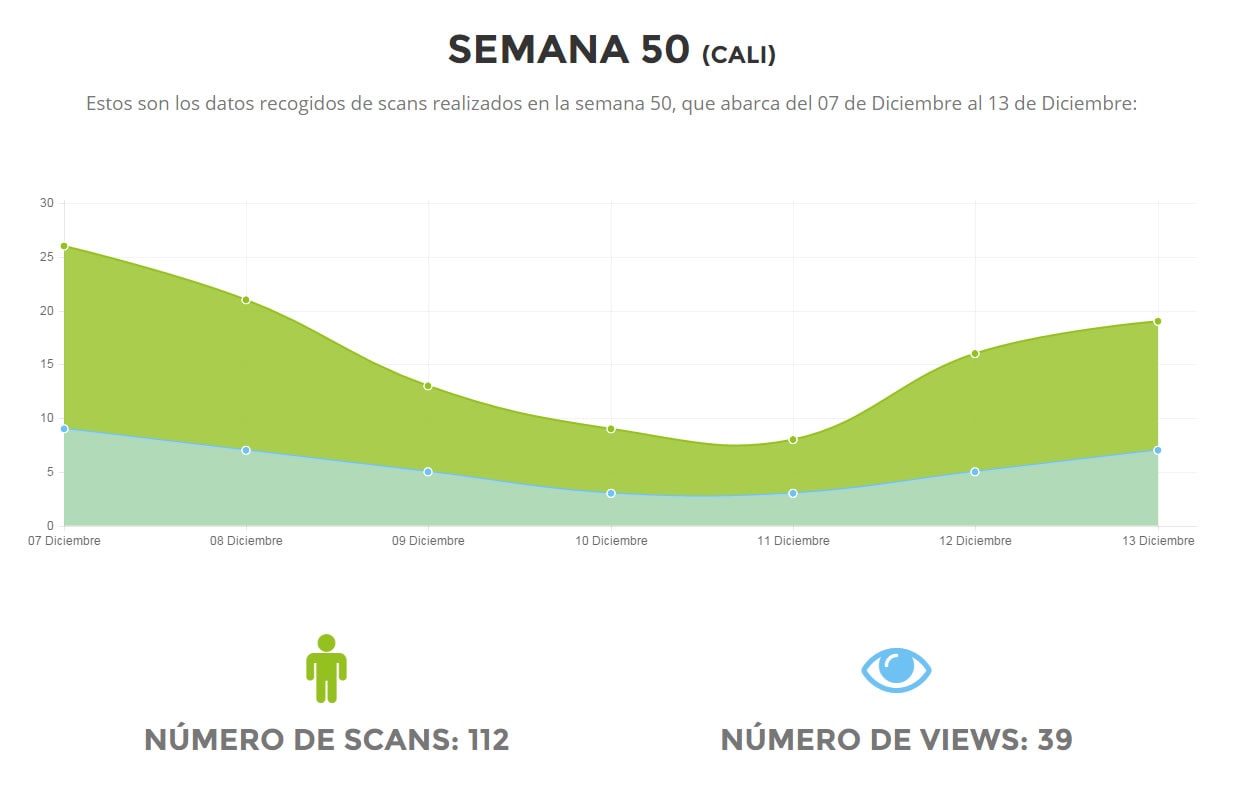 SEMANA 50 (CALI)
Estos son los datos recogidos de scans realizados en la semana 50, que abarca del 07 de Diciembre al 13 de Diciembre:
30
25
20
15
10
5
0
07 Diciembre 08 Diciembre 09 Diciembre 10 Diciembre 11 Diciembre 12 Diciembre 13 Diciembre
NÚMERO DE SCANS: 112 NÚMERO DE VIEWS: 39